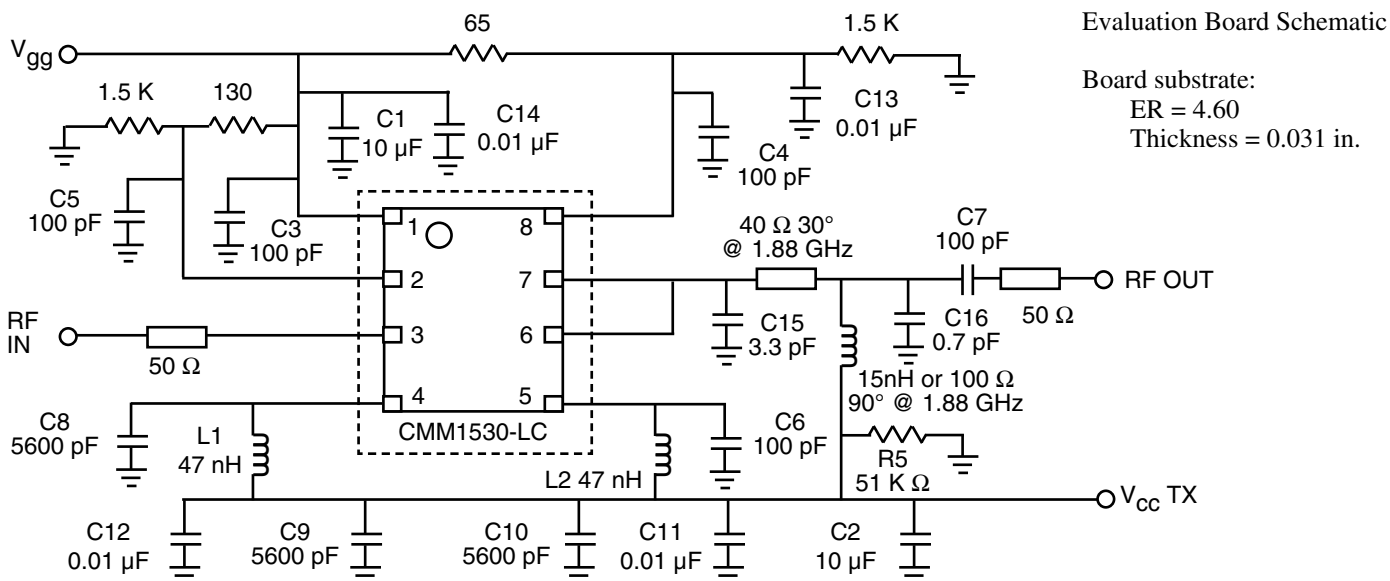 Evaluation Board Schematic
Board substrate:
ER = 4.60
Thickness = 0.031 in.
Vgg
65
1.5 K
1.5 K
130
C1
10 µF
C14
0.01 µF
C13
0.01 µF
C4
100 pF
C5
100 pF
C3
100 pF
1
8
2
7
3
6
4
5
40 Ω 30°
@ 1.88 GHz
C7
100 pF
RF OUT
50 Ω
RF
IN
50 Ω
C15
3.3 pF
C16
0.7 pF
15nH or 100 Ω
90° @ 1.88 GHz
C8
5600 pF
L1
47 nH
CMM1530-LC
L2 47 nH
C6
100 pF
R5
51 K Ω
Vcc TX
C12
0.01 µF
C9
5600 pF
C10
5600 pF
C11
0.01 µF
C2
10 µF